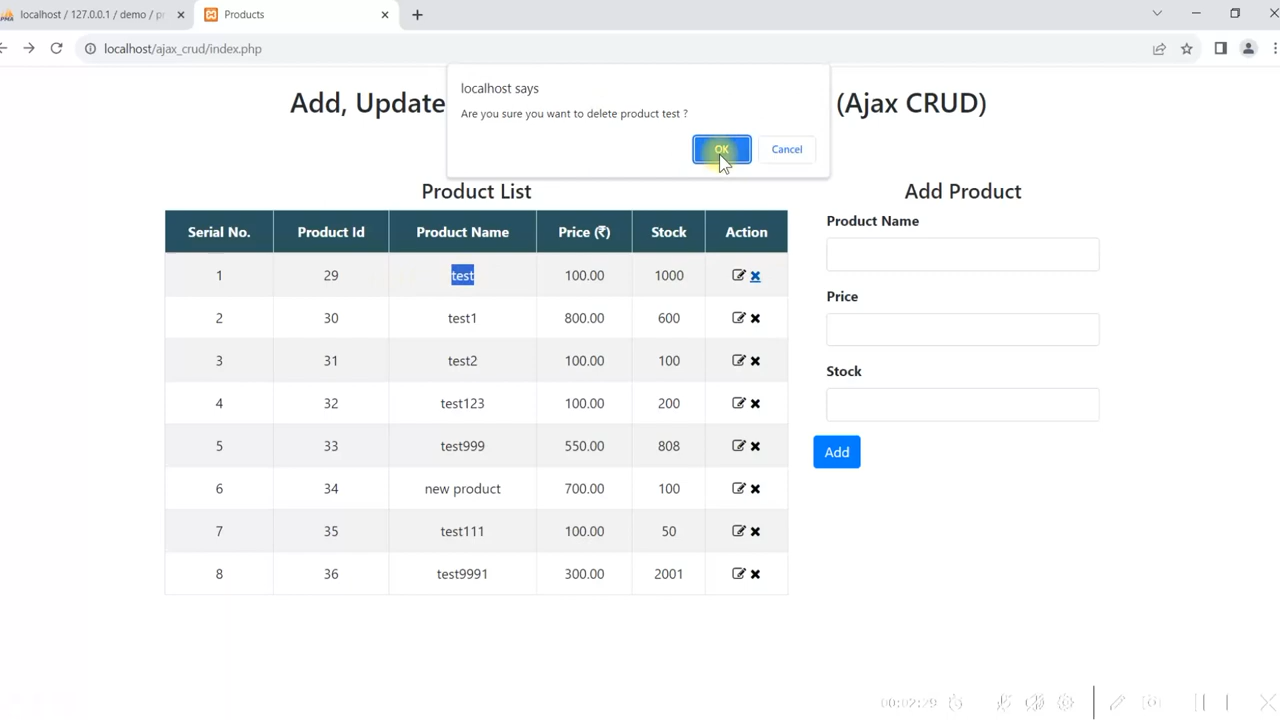 localhost / 127.0.0.1 / demo / pr
Products
localhost/ajax_crud/index.php
localhost says
Are you sure you want to delete product test ?
OK
Cancel
Add, Update
(Ajax CRUD)
Product List
Serial No. Product Id Product Name Price (₹) Stock Action
1 29 test 100.00 1000
2 30 test1 800.00 600
3 31 test2 100.00 100
4 32 test123 100.00 200
5 33 test999 550.00 808
6 34 new product 700.00 100
7 35 test111 100.00 50
8 36 test9991 300.00 2001
Add Product
Product Name
Price
Stock
Add
00:02:29